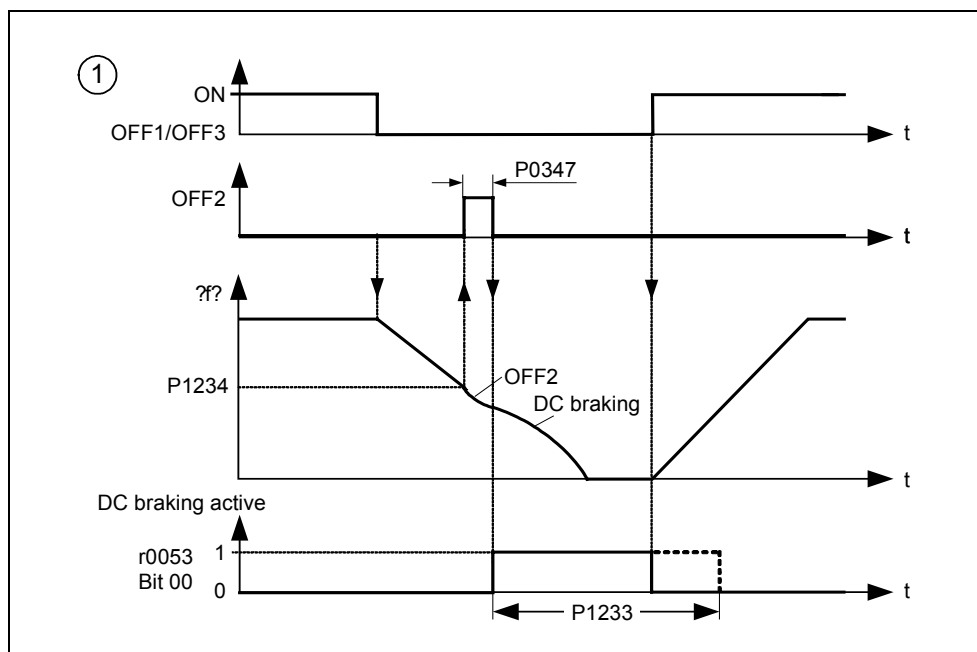 1
ON
OFF1/OFF3
t
P0347
OFF2
t
?f?
P1234
OFF2
DC braking
t
DC braking active
r0053
Bit 00
1
0
t
P1233